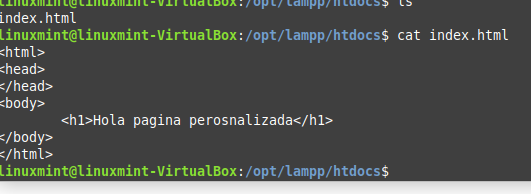 linuxmint@linuxmint-VirtualBox:/opt/lampp/htdocs$ ls
index.html
linuxmint@linuxmint-VirtualBox:/opt/lampp/htdocs$ cat index.html
<html>
<head>
</head>
<body>
        <h1>Hola pagina perosnalizada</h1>
</body>
</html>
linuxmint@linuxmint-VirtualBox:/opt/lampp/htdocs$